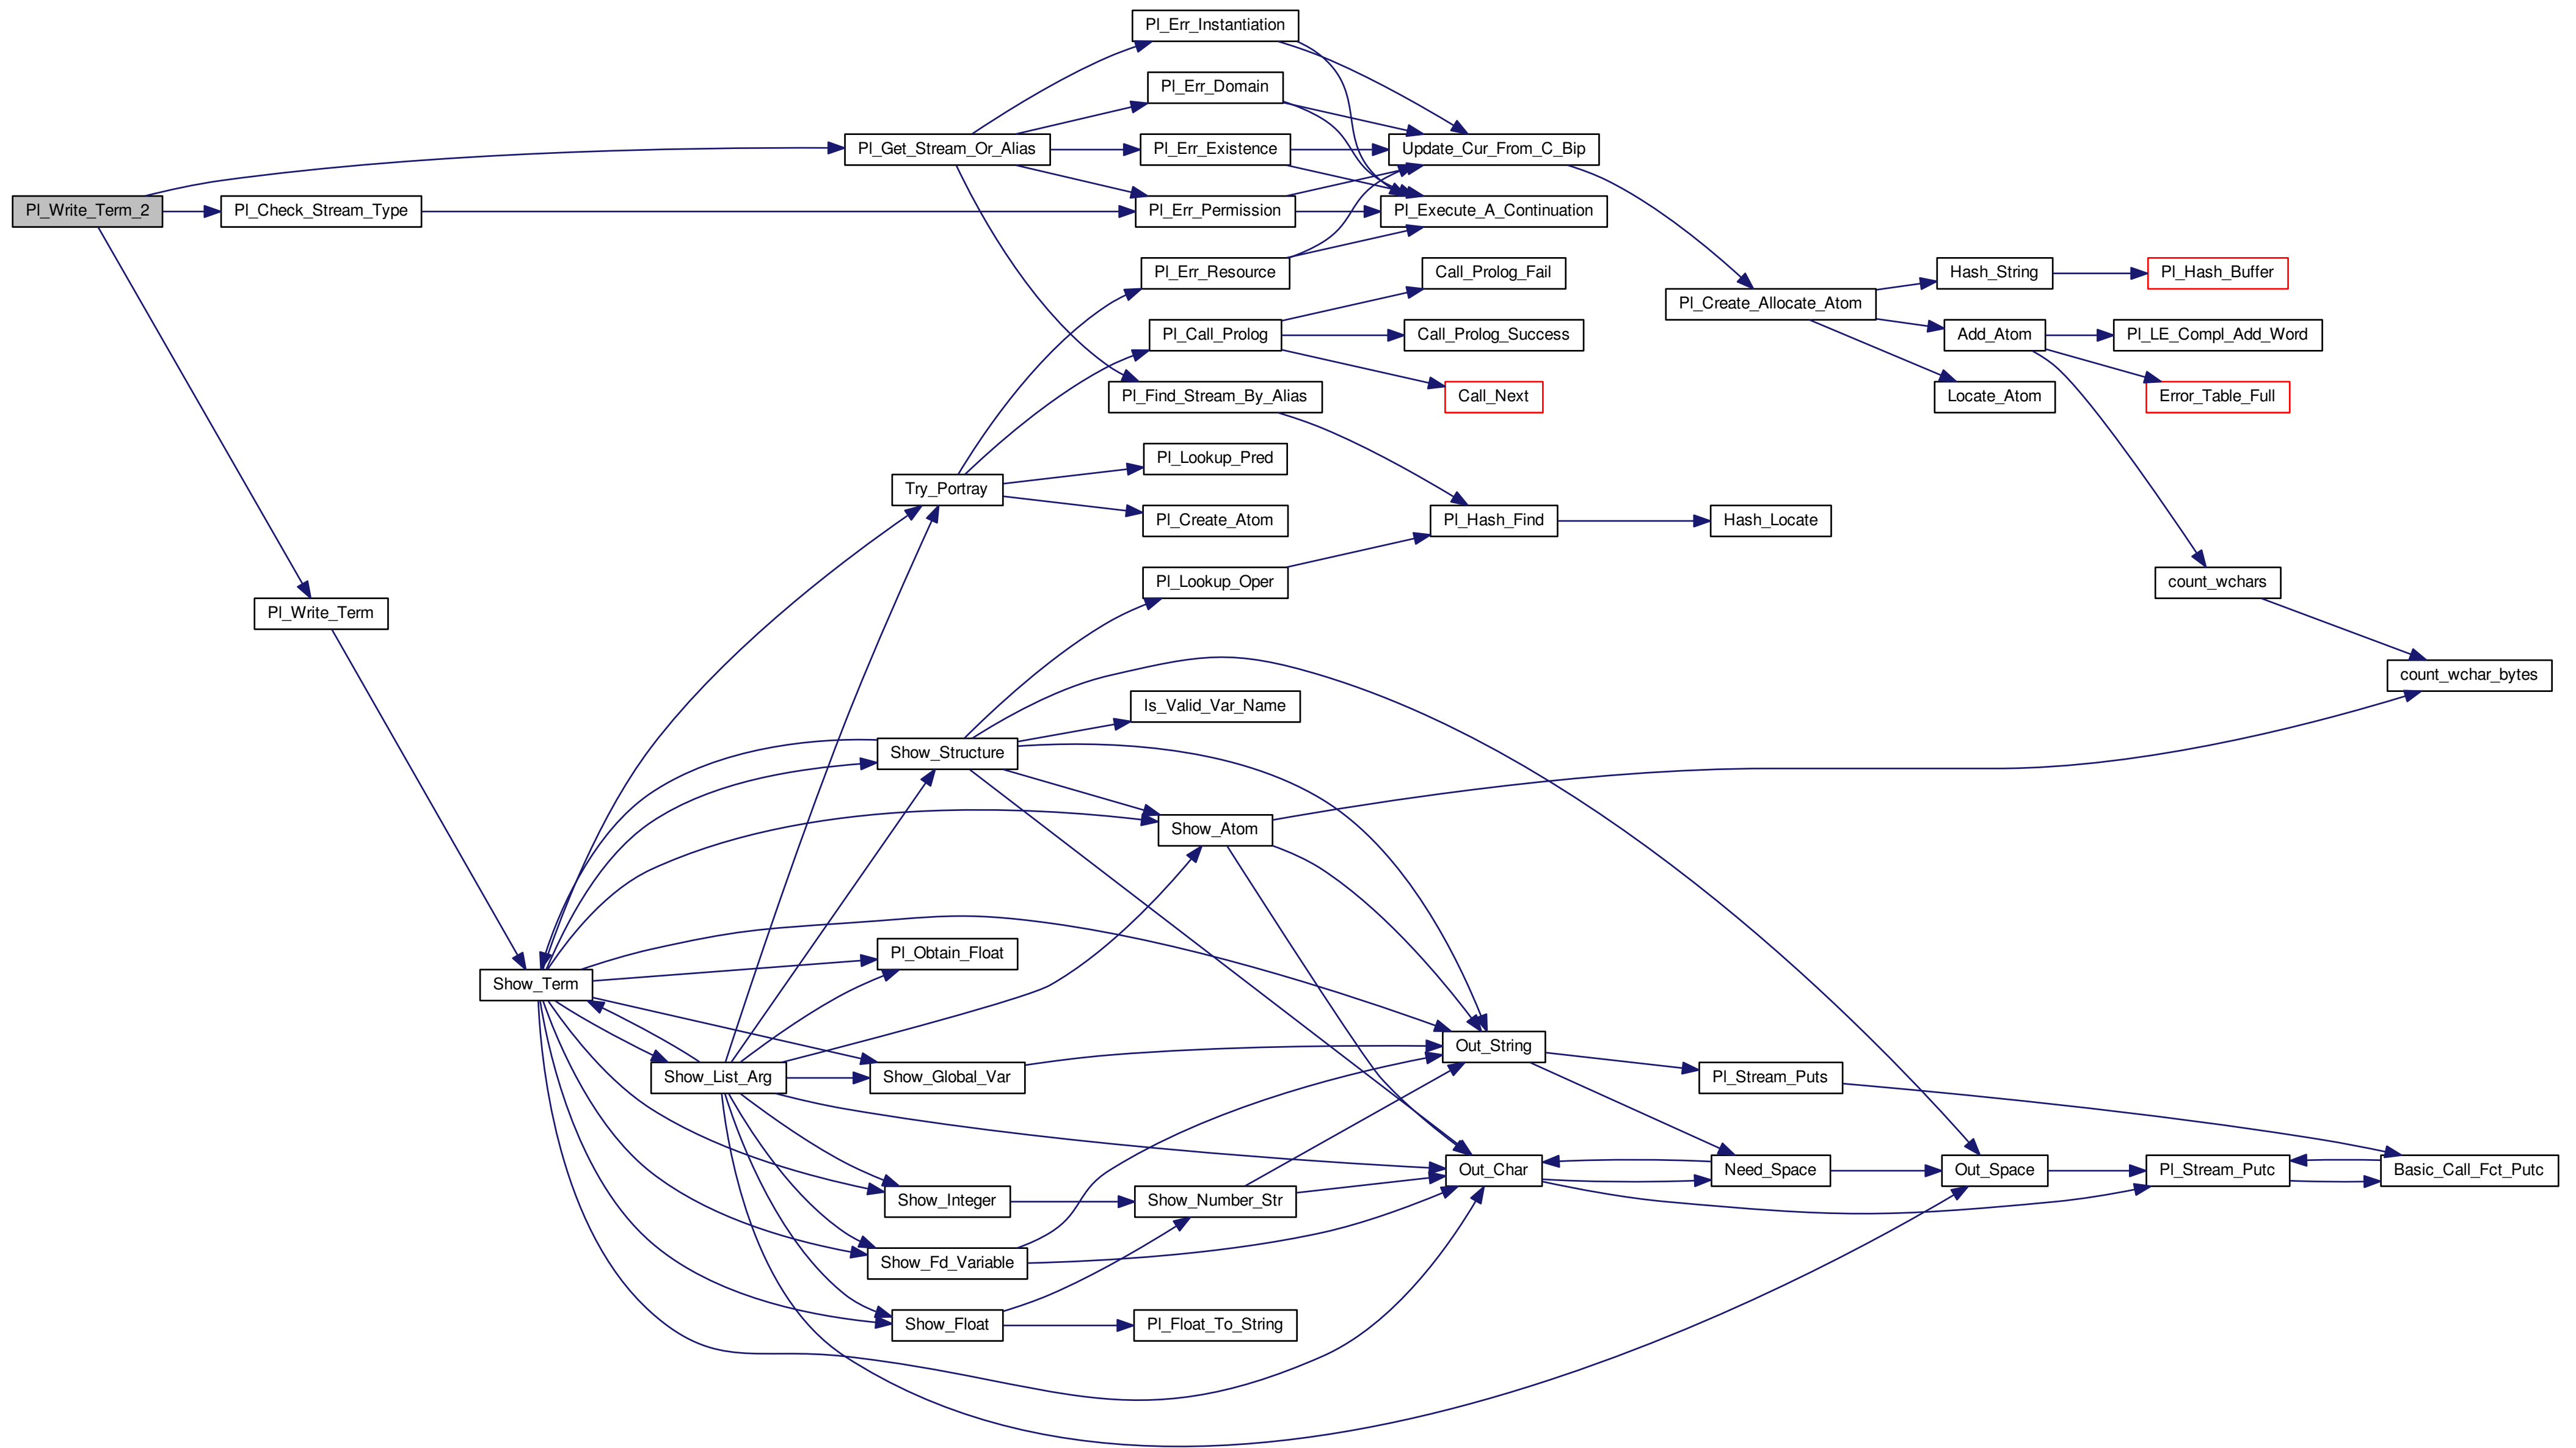 Pl_Err_Instantiation
Pl_Err_Domain
Pl_Get_Stream_Or_Alias
Pl_Err_Existence
Update_Cur_From_C_Bip
Pl_Write_Term_2
Pl_Check_Stream_Type
Pl_Err_Permission
Pl_Execute_A_Continuation
Pl_Err_Resource
Call_Prolog_Fail
Hash_String
Pl_Hash_Buffer
Pl_Create_Allocate_Atom
Pl_Call_Prolog
Call_Prolog_Success
Add_Atom
Pl_LE_Compl_Add_Word
Pl_Find_Stream_By_Alias
Call_Next
Locate_Atom
Error_Table_Full
Pl_Lookup_Pred
Try_Portray
Pl_Create_Atom
Pl_Hash_Find
Hash_Locate
Pl_Lookup_Oper
count_wchars
Pl_Write_Term
count_wchar_bytes
Is_Valid_Var_Name
Show_Structure
Show_Atom
Pl_Obtain_Float
Show_Term
Out_String
Show_List_Arg
Show_Global_Var
Pl_Stream_Puts
Out_Char
Need_Space
Out_Space
Pl_Stream_Putc
Basic_Call_Fct_Putc
Show_Integer
Show_Number_Str
Show_Fd_Variable
Show_Float
Pl_Float_To_String